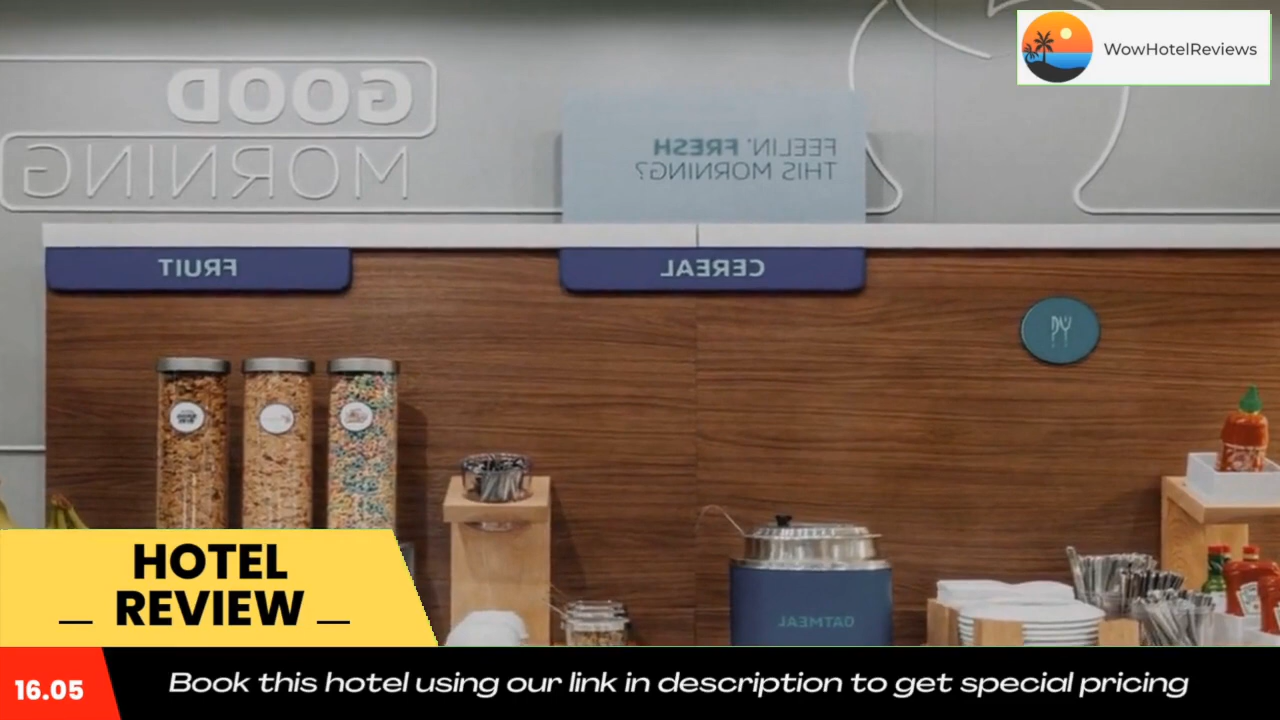 WowHotelReviews
GOOD
MORNING
FEELIN' FRESH
THIS MORNING?
FRUIT
CEREAL
OATMEAL
HOTEL
REVIEW
16.05
Book this hotel using our link in description to get special pricing